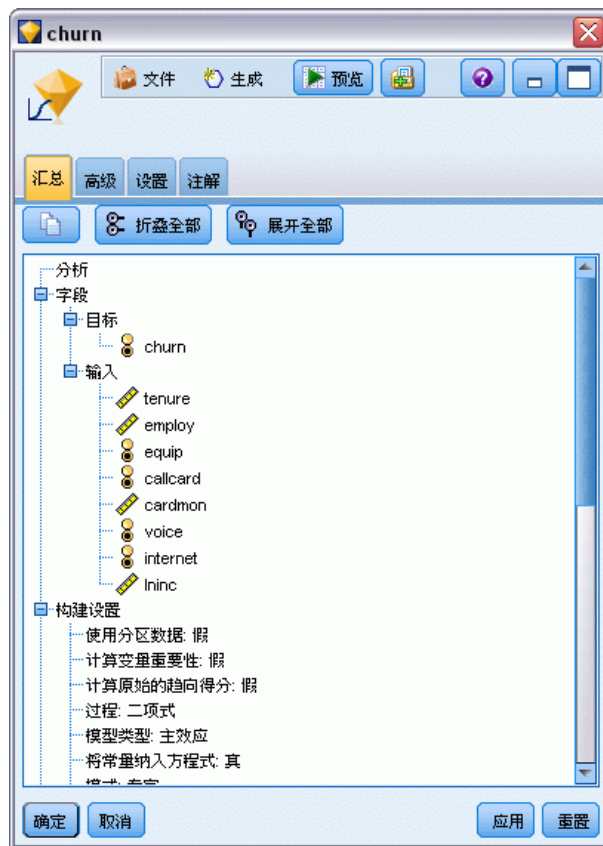 churn
文件 生成 预览
汇总 高级 设置 注解
折叠全部 展开全部
分析
字段
目标
churn
输入
tenure
employ
equip
callcard
cardmon
voice
internet
lninc
构建设置
使用分区数据: 假
计算变量重要性: 假
计算原始的趋向得分: 假
过程: 二项式
模型类型: 主效应
将常量纳入方程式: 真
模式: 专家
确定 取消 应用 重置